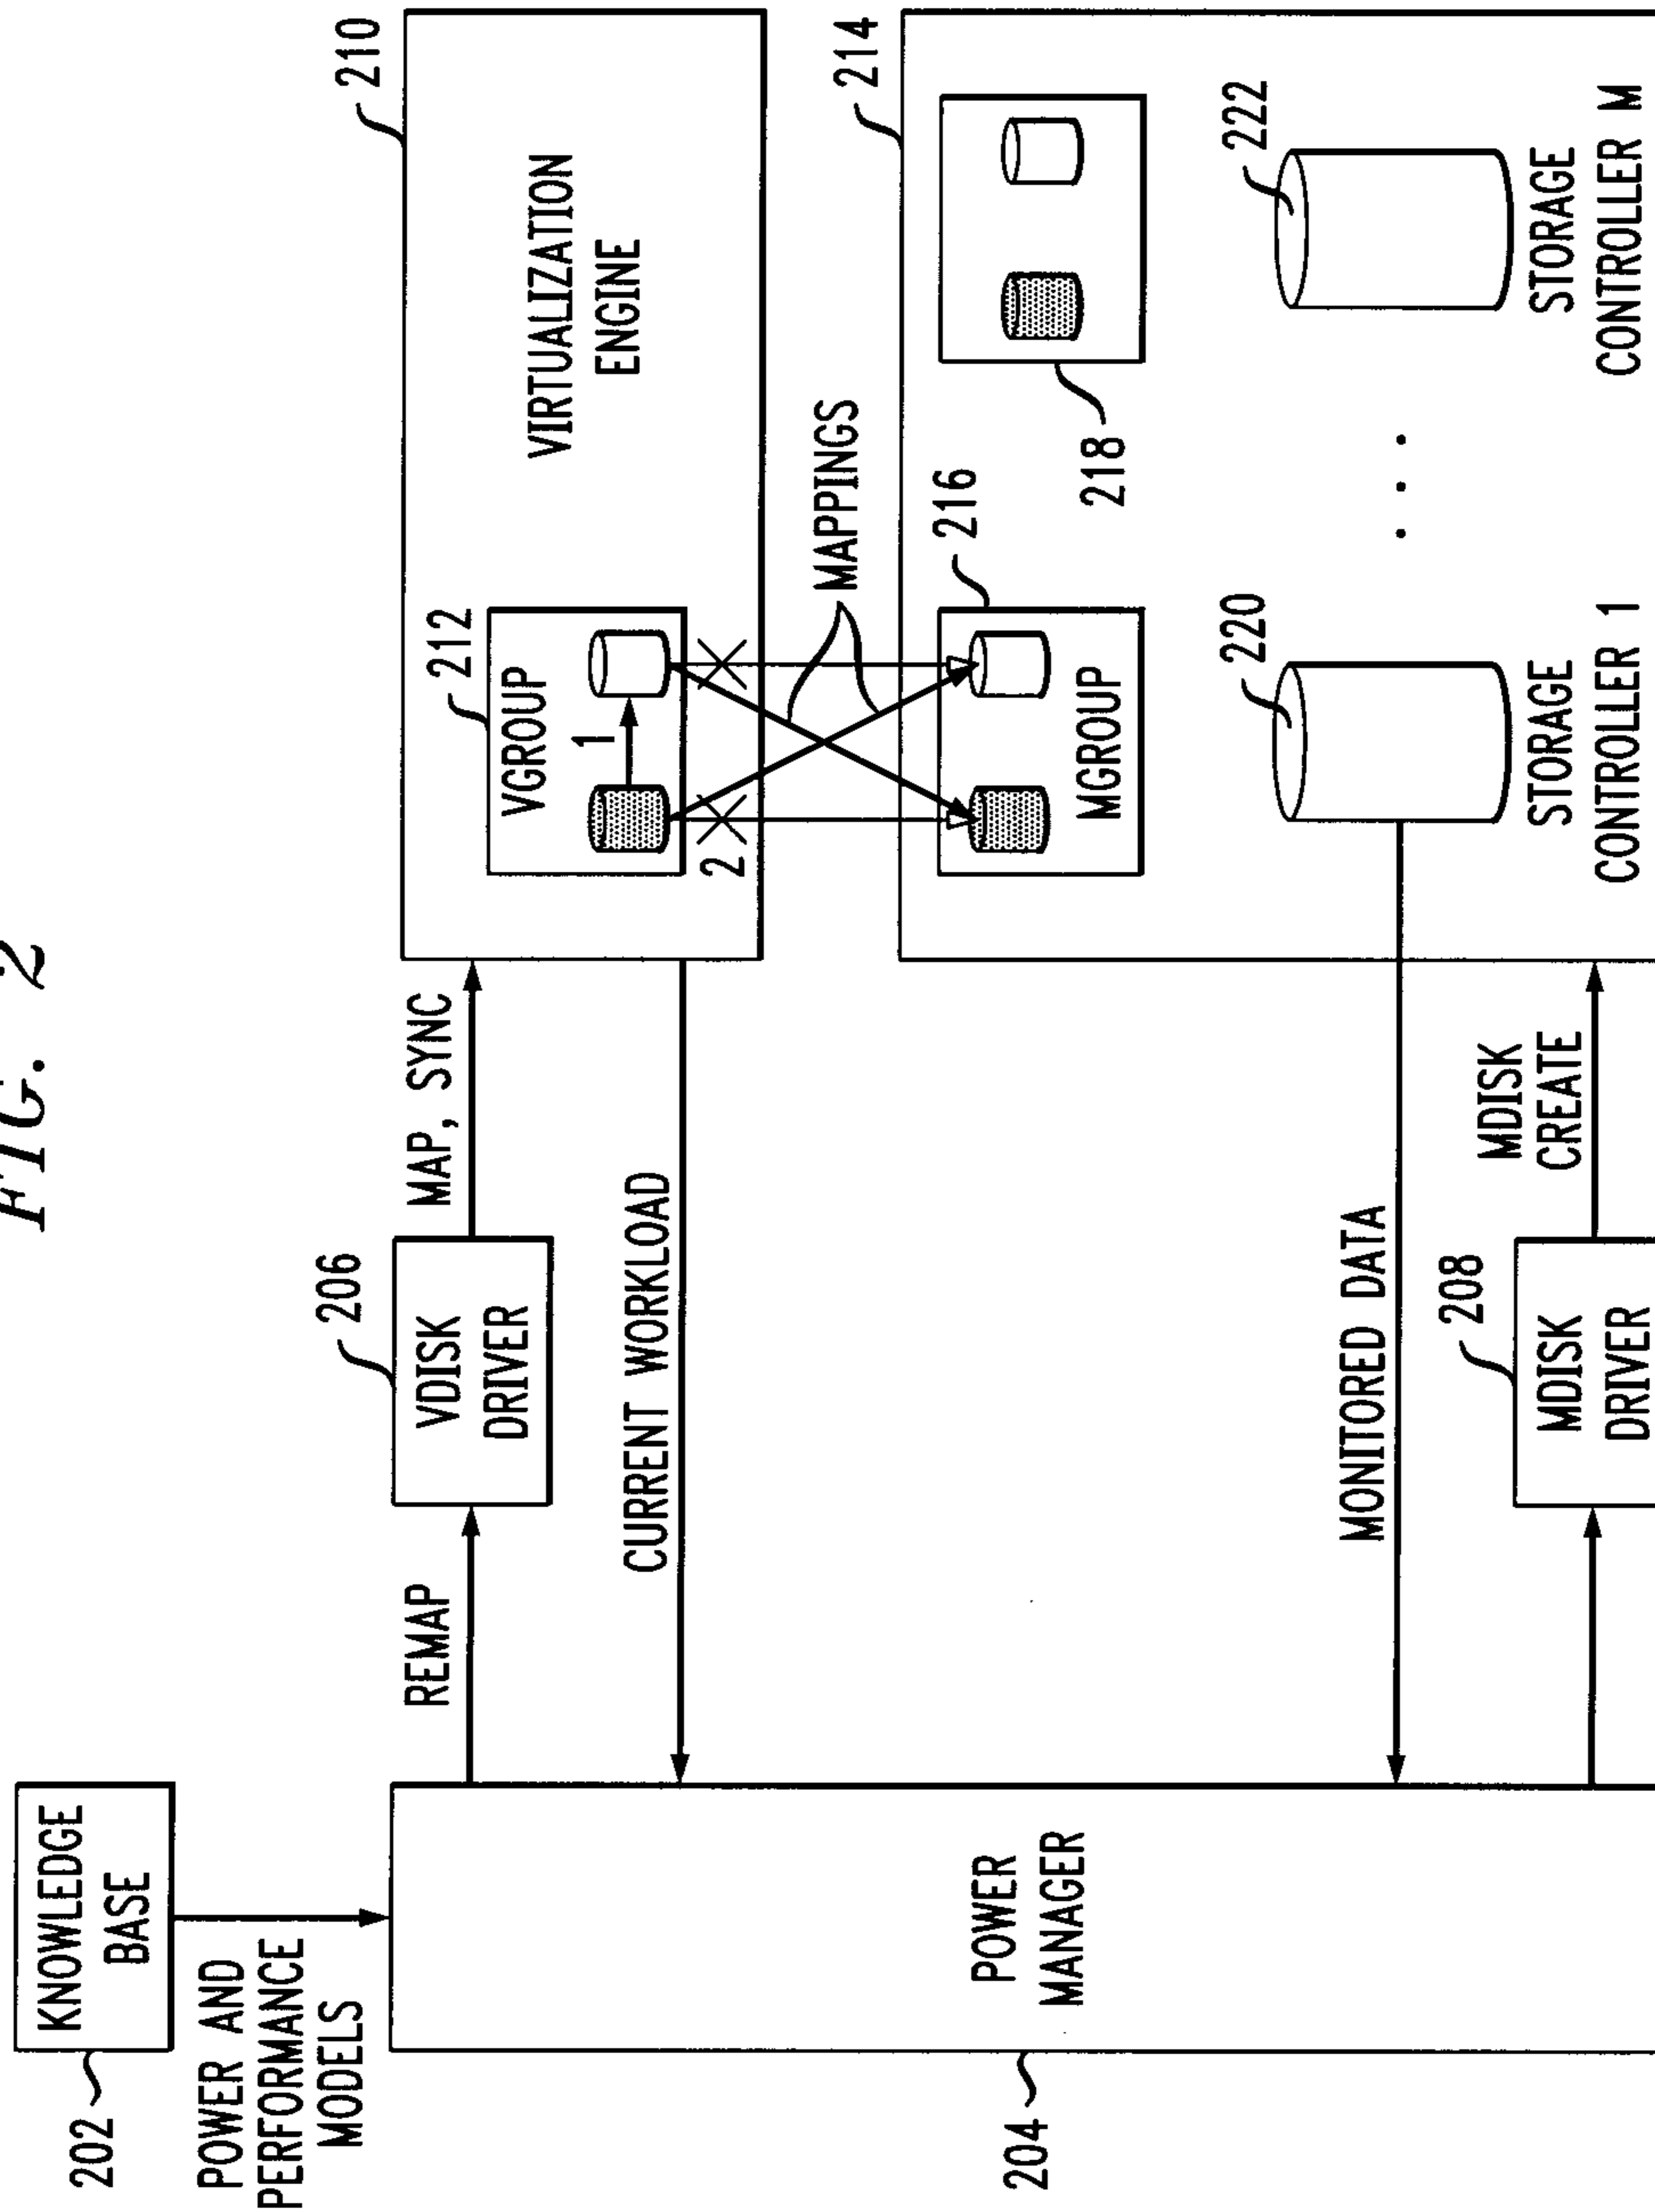 FIG. 2
202
KNOWLEDGE
BASE
POWER AND
PERFORMANCE
MODELS
204
POWER
MANAGER
REMAP
206
VDISK
DRIVER
MAP, SYNC
CURRENT WORKLOAD
210
VIRTUALIZATION
ENGINE
212
VGROUP
1
2
MAPPINGS
214
216
MGROUP
218
220
STORAGE
CONTROLLER 1
. . .
222
STORAGE
CONTROLLER M
MONITORED DATA
208
MDISK
DRIVER
MDISK
CREATE